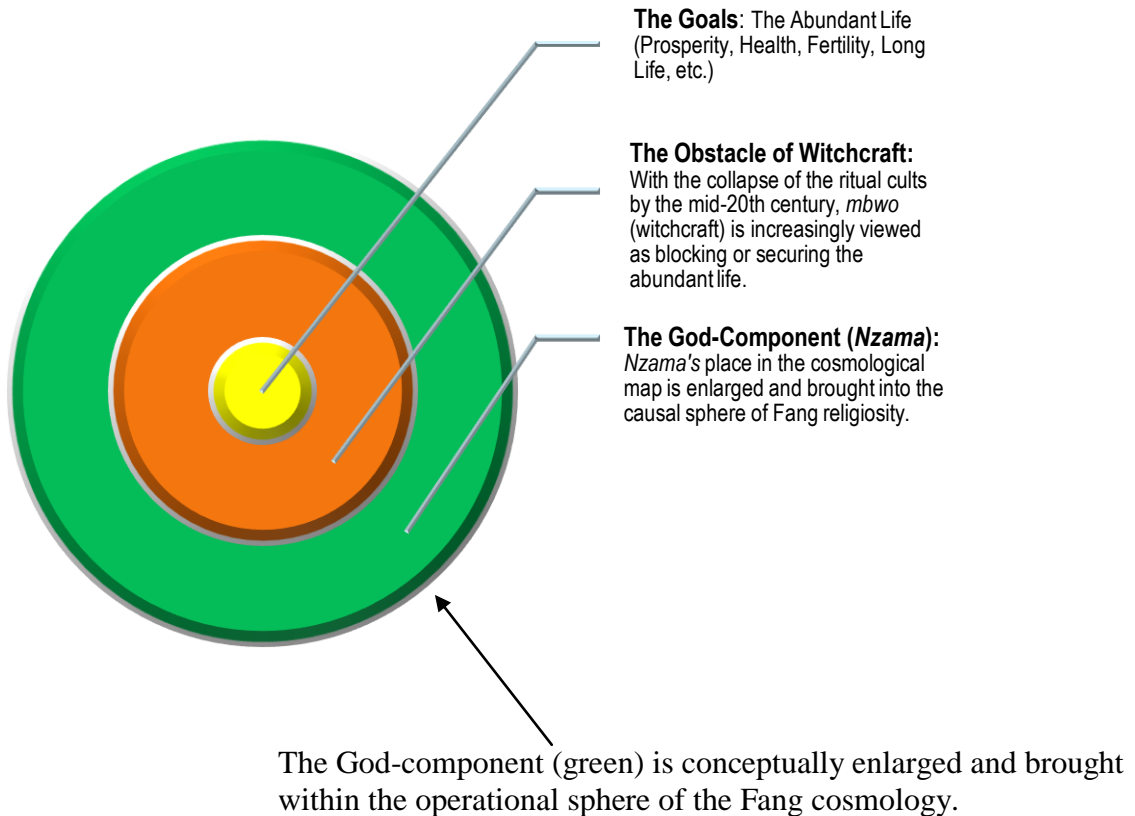 The Goals: The Abundant Life
(Prosperity, Health, Fertility, Long
Life, etc.)
The Obstacle of Witchcraft:
With the collapse of the ritual cults
by the mid-20th century, mbwo
(witchcraft) is increasingly viewed
as blocking or securing the
abundant life.
The God-Component (Nzama):
Nzama's place in the cosmological
map is enlarged and brought into the
causal sphere of Fang religiosity.
The God-component (green) is conceptually enlarged and brought
within the operational sphere of the Fang cosmology.